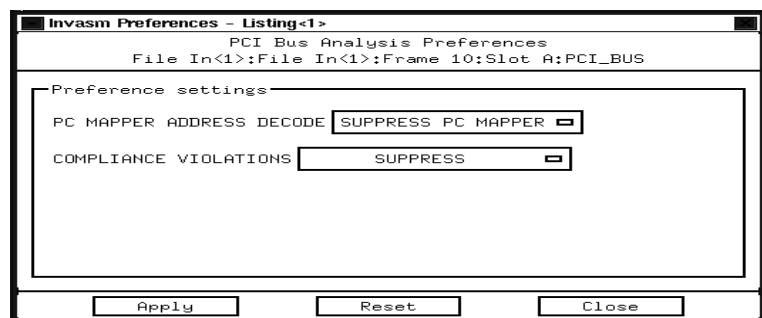 Invasm Preferences - Listing<1>
PCI Bus Analysis Preferences
File In<1>:File In<1>:Frame 10:Slot A:PCI_BUS
Preference settings
PC MAPPER ADDRESS DECODE SUPPRESS PC MAPPER
COMPLIANCE VIOLATIONS SUPPRESS
Apply Reset Close